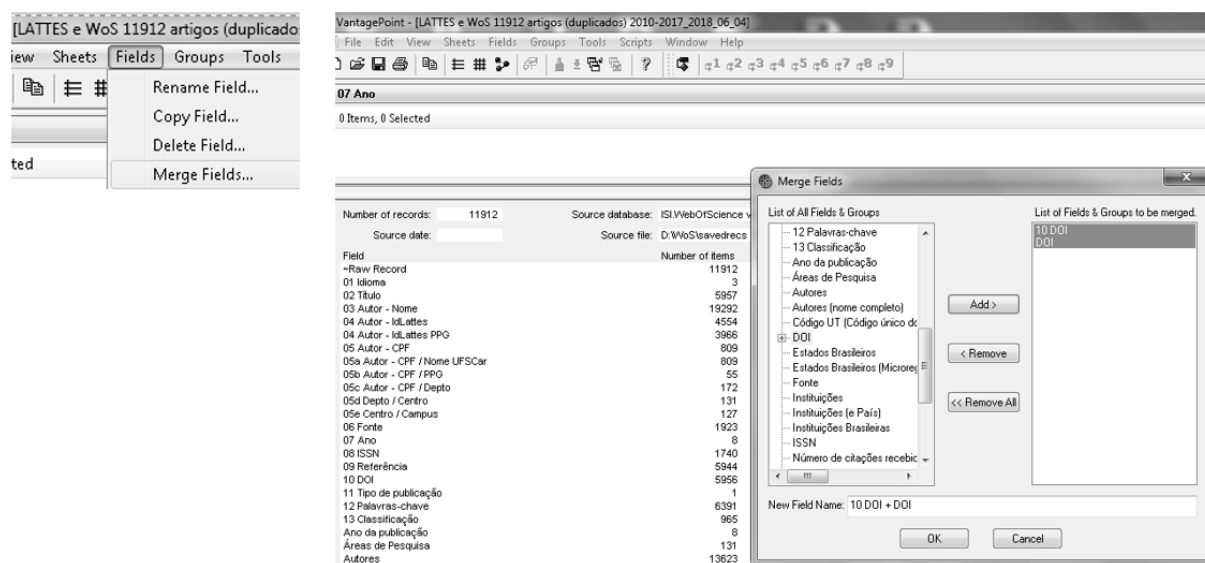 [LATTES e WoS 11912 artigos (duplicado
iew Sheets Fields Groups Tools
Rename Field...
Copy Field...
Delete Field...
Merge Fields...
ted
VantagePoint - [LATTES e WoS 11912 artigos (duplicados) 2010-2017_2018_06_04]
File Edit View Sheets Fields Groups Tools Scripts Window Help
1 2 3 4 5 6 7 8 9
07 Ano
0 Items, 0 Selected
Number of records: 11912 Source database: ISI.WebOfScience v
Source date: Source file: D:\WoS\savedrecs
Field Number of items
~Raw Record 11912
01 Idioma 3
02 Título 5957
03 Autor - Nome 19292
04 Autor - IdLattes 4554
04 Autor - IdLattes PPG 3966
05 Autor - CPF 809
05a Autor - CPF / Nome UFSCar 809
05b Autor - CPF / PPG 55
05c Autor - CPF / Depto 172
05d Depto / Centro 131
05e Centro / Campus 127
06 Fonte 1923
07 Ano 8
08 ISSN 1740
09 Referência 5944
10 DOI 5956
11 Tipo de publicação 1
12 Palavras-chave 6391
13 Classificação 965
Ano da publicação 8
Áreas de Pesquisa 131
Autores 13623
Merge Fields
List of All Fields & Groups
12 Palavras-chave
13 Classificação
Ano da publicação
Áreas de Pesquisa
Autores
Autores (nome completo)
Código UT (Código único dc
DOI
Estados Brasileiros
Estados Brasileiros (Microreg
Fonte
Instituições
Instituições (e País)
Instituições Brasileiras
ISSN
Número de citações recebic
Add >
< Remove
<< Remove All
List of Fields & Groups to be merged.
10 DOI
DOI
New Field Name: 10 DOI + DOI
OK Cancel